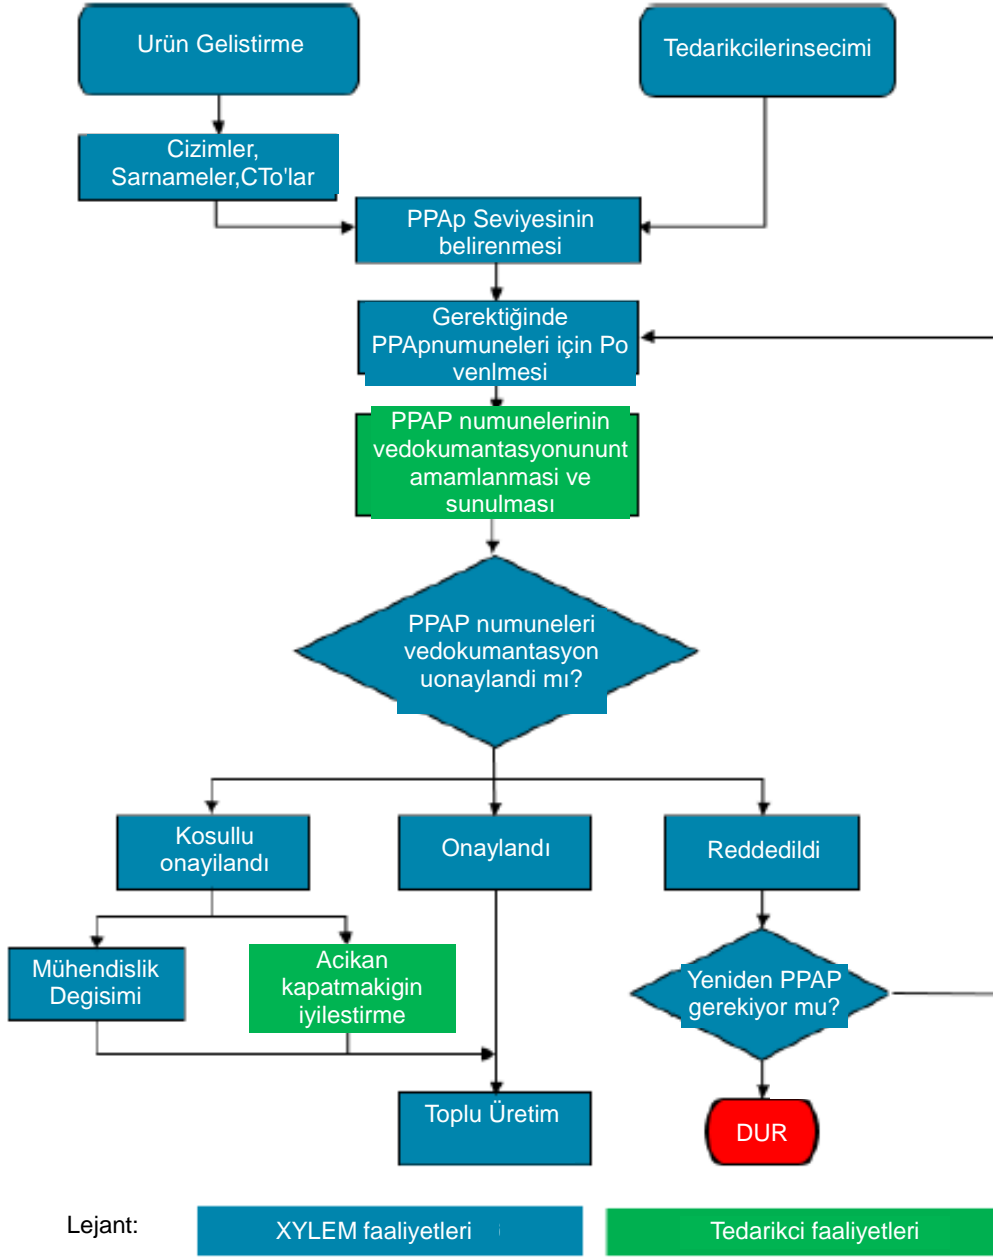 Urün Gelistirme
Tedarikcilerinsecimi
Cizimler,
Sarnameler,CTo'lar
PPAp Seviyesinin
belirenmesi
Gerektiğinde
PPApnumuneleri için Po
venlmesi
PPAP numunelerinin
vedokumantasyonununt
amamlanmasi ve
sunulması
PPAP numuneleri
vedokumantasyon
uonaylandi mı?
Kosullu
onayilandı
Onaylandı
Reddedildi
Mühendislik
Degisimi
Acikan
kapatmakigin
iyilestirme
Yeniden PPAP
gerekiyor mu?
Toplu Üretim
DUR
Lejant:
XYLEM faaliyetleri
Tedarikci faaliyetleri